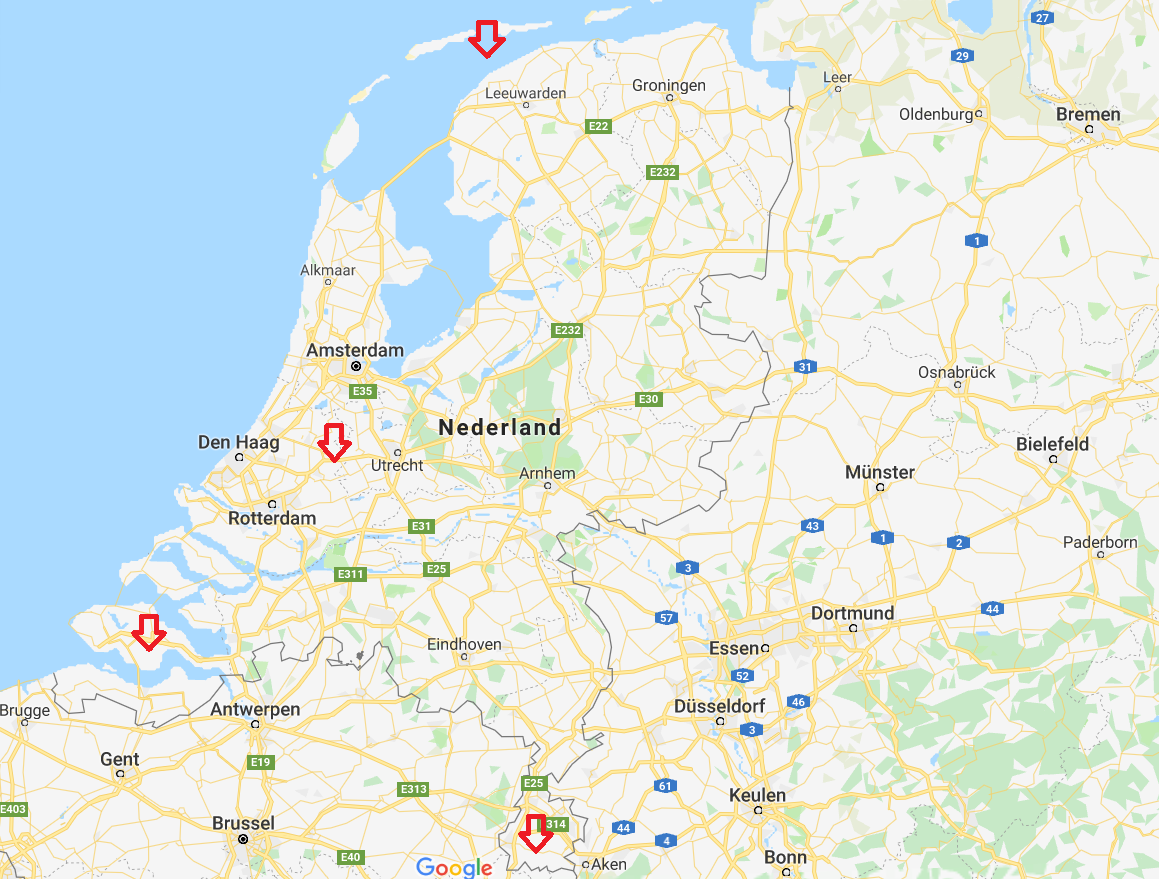 27
29
Leer
Leeuwarden
Groningen
Oldenburg
Bremen
E22
E232
1
Alkmaar
E232
Amsterdam
31
Osnabrück
E35
E30
Nederland
Den Haag
Utrecht
Arnhem
Münster
Bielefeld
Rotterdam
E31
43
1
2
Paderborn
E311
E25
3
57
44
Dortmund
Eindhoven
Essen
52
Brugge
Antwerpen
Düsseldorf
46
3
Gent
E19
E25
61
E313
Keulen
E403
Brussel
314
44
4
E40
Google
Aken
Bonn